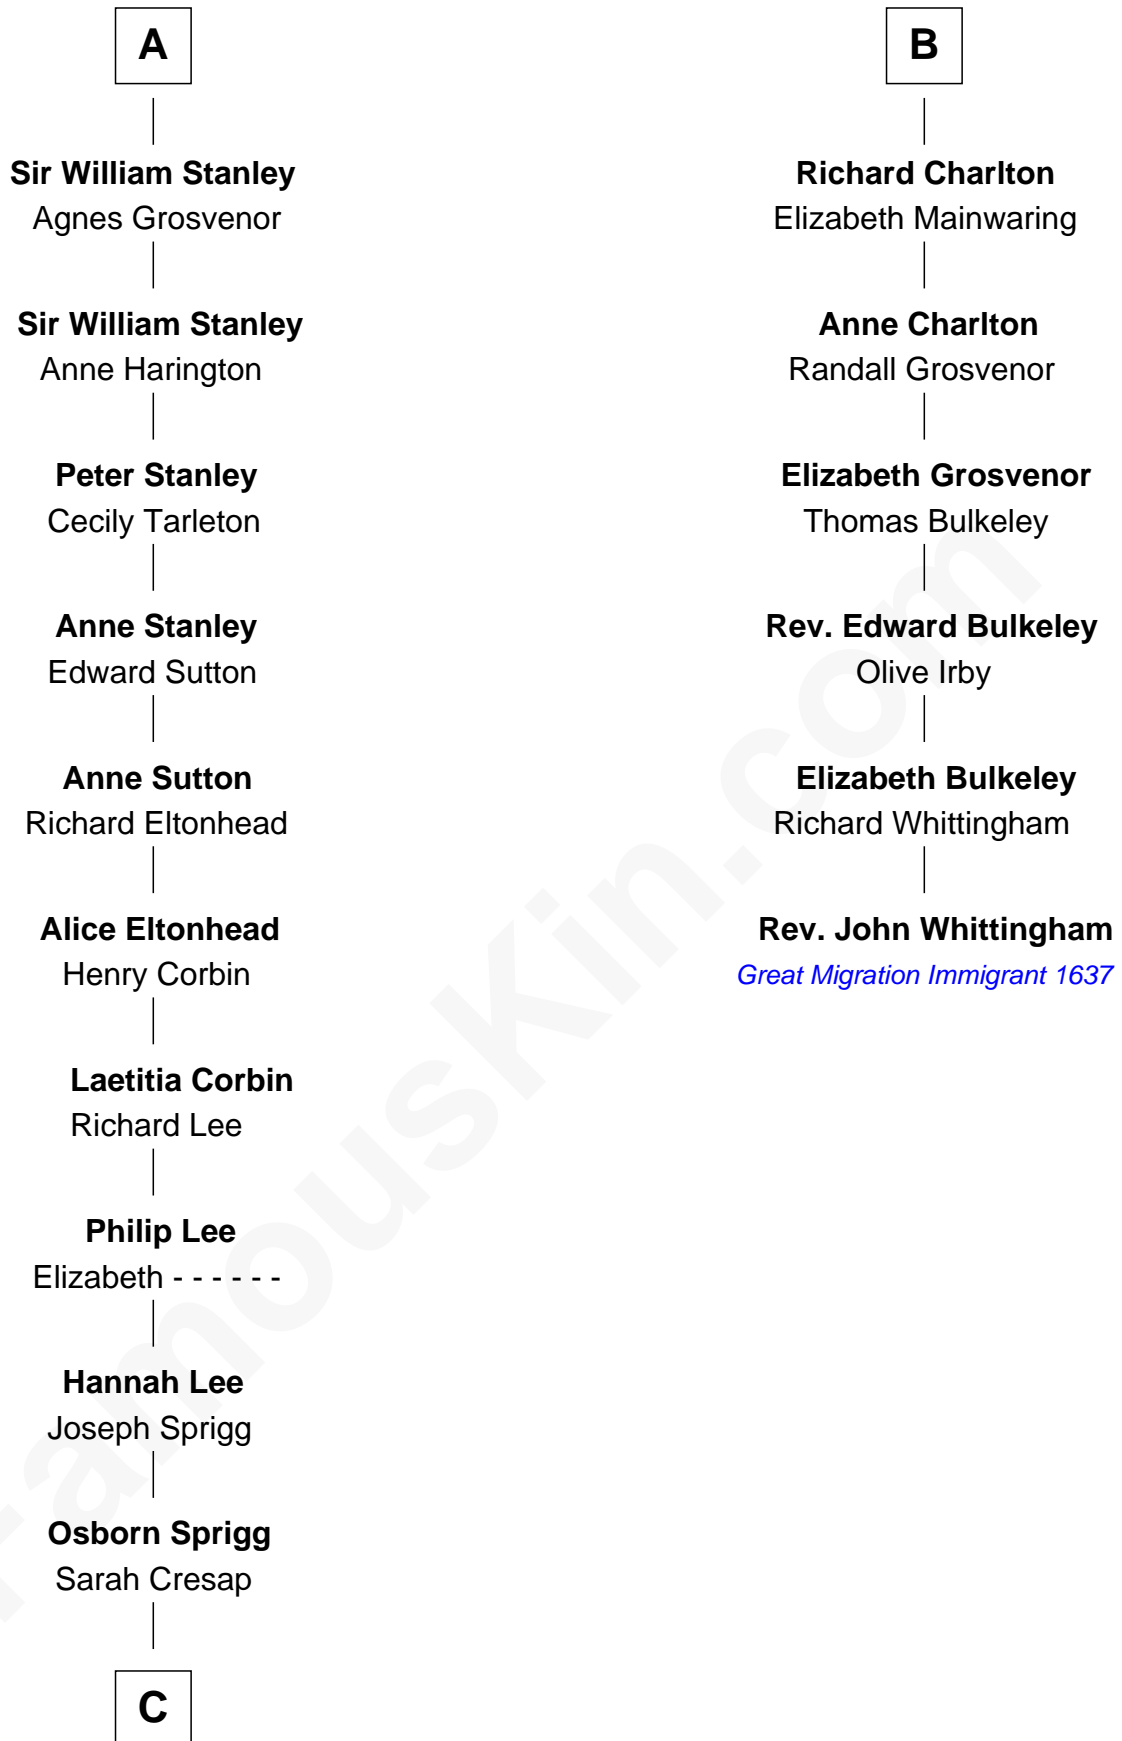 A
Sir William Stanley
Agnes Grosvenor
Sir William Stanley
Anne Harington
Peter Stanley
Cecily Tarleton
Anne Stanley
Edward Sutton
Anne Sutton
Richard Eltonhead
Alice Eltonhead
Henry Corbin
Laetitia Corbin
Richard Lee
Philip Lee
Elizabeth - - - - - -
Hannah Lee
Joseph Sprigg
Osborn Sprigg
Sarah Cresap
C
B
Richard Charlton
Elizabeth Mainwaring
Anne Charlton
Randall Grosvenor
Elizabeth Grosvenor
Thomas Bulkeley
Rev. Edward Bulkeley
Olive Irby
Elizabeth Bulkeley
Richard Whittingham
Rev. John Whittingham
Great Migration Immigrant 1637
FamousKin.com